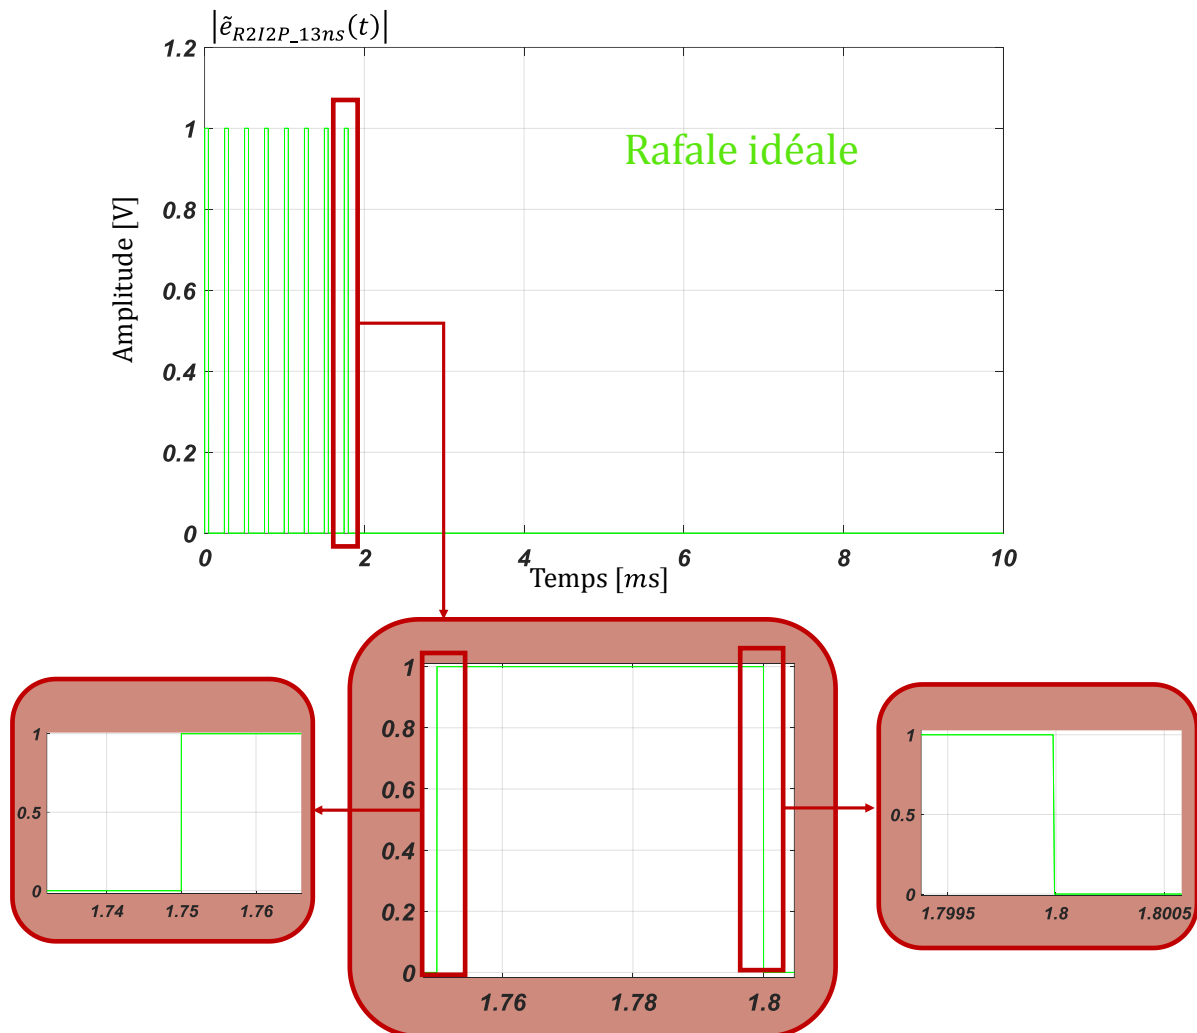 |ẽ_R2I2P_13ns(t)|
1.2
1
0.8
0.6
0.4
0.2
0
Amplitude [V]
Rafale idéale
0 2 4 6 8 10
Temps [ms]
1
0.8
0.6
0.4
0.2
0
1.76 1.78 1.8
1
0.5
0
1.74 1.75 1.76
1
0.5
0
1.7995 1.8 1.8005